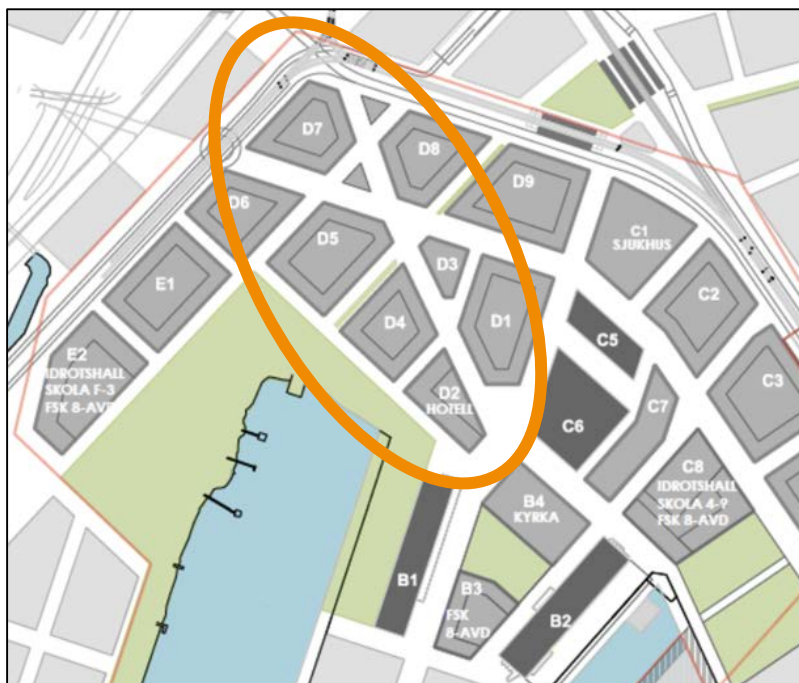 D7
D8
D9
D6
D5
C1
SJUKHUS
D3
E1
C2
D4
D1
C5
E2
IDROTSHALL
SKOLA F-3
FSK 8-AVD
D2
HOTELL
C3
C7
C6
C8
IDROTSHALL
SKOLA 4-9
FSK 8-AVD
B4
KYRKA
B1
B3
FSK
8-AVD
B2